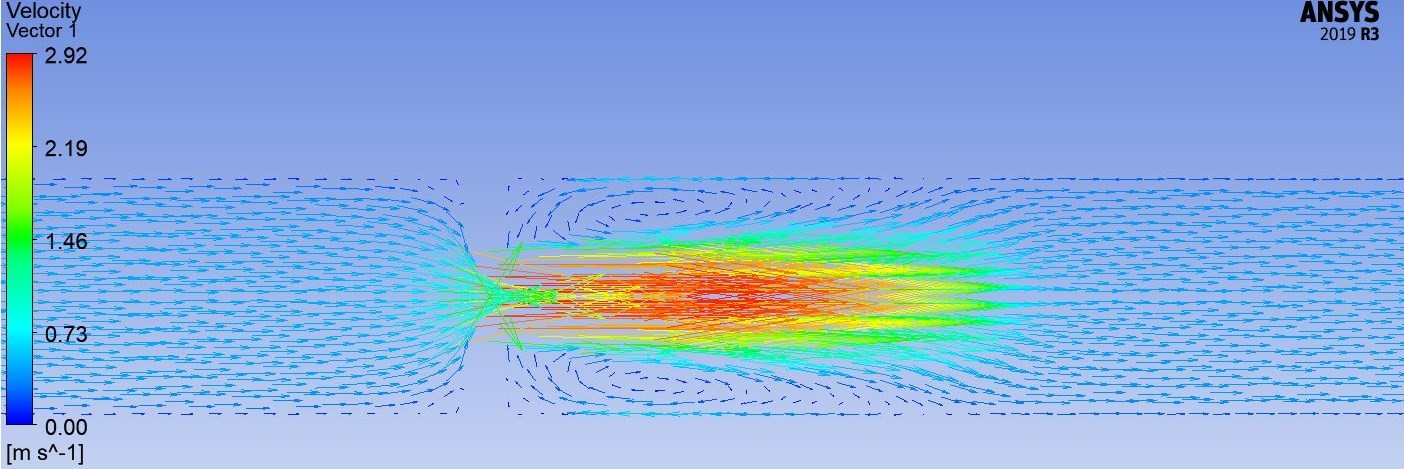 Velocity
Vector 1
2.92
2.19
1.46
0.73
0.00
[m s^-1]
ANSYS
2019 R3